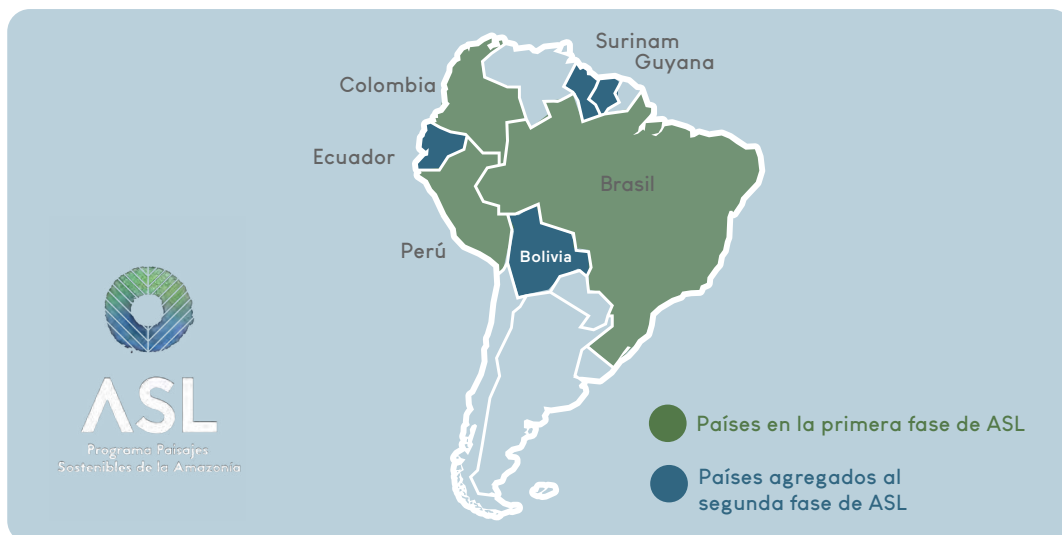 Surinam
Guyana
Colombia
Ecuador
Brasil
Perú
Bolivia
ASL
Programa Paisajes
Sostenibles de la Amazonía
Países en la primera fase de ASL
Países agregados al
segunda fase de ASL